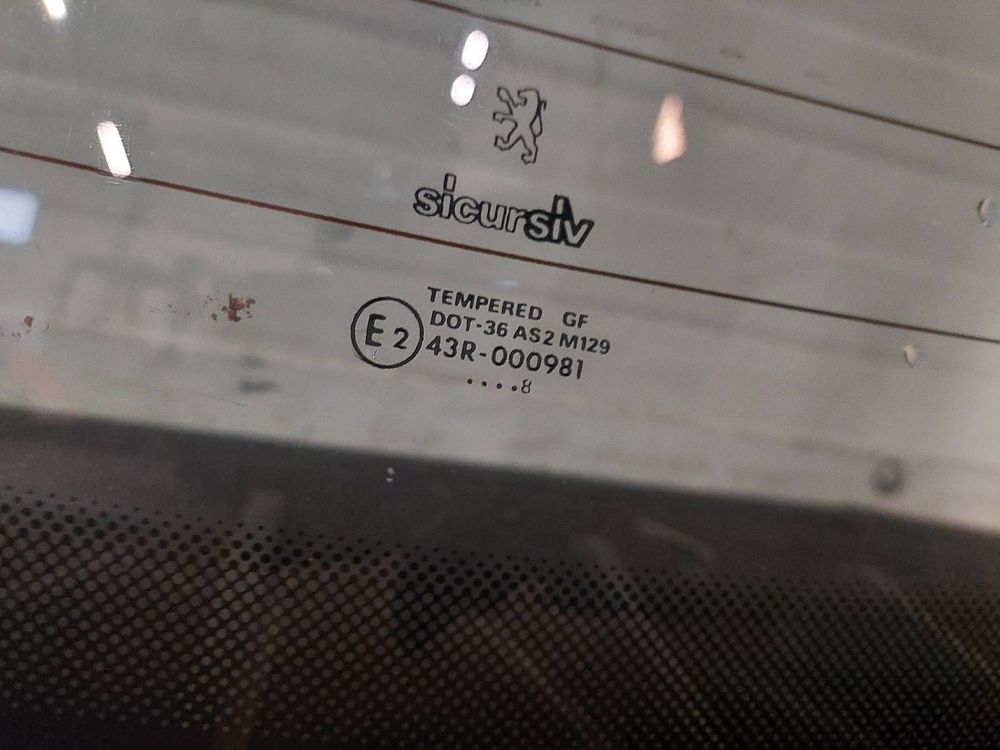 sicursiv
TEMPERED GF
DOT-36 AS2 M129
E2 43R-000981
....8